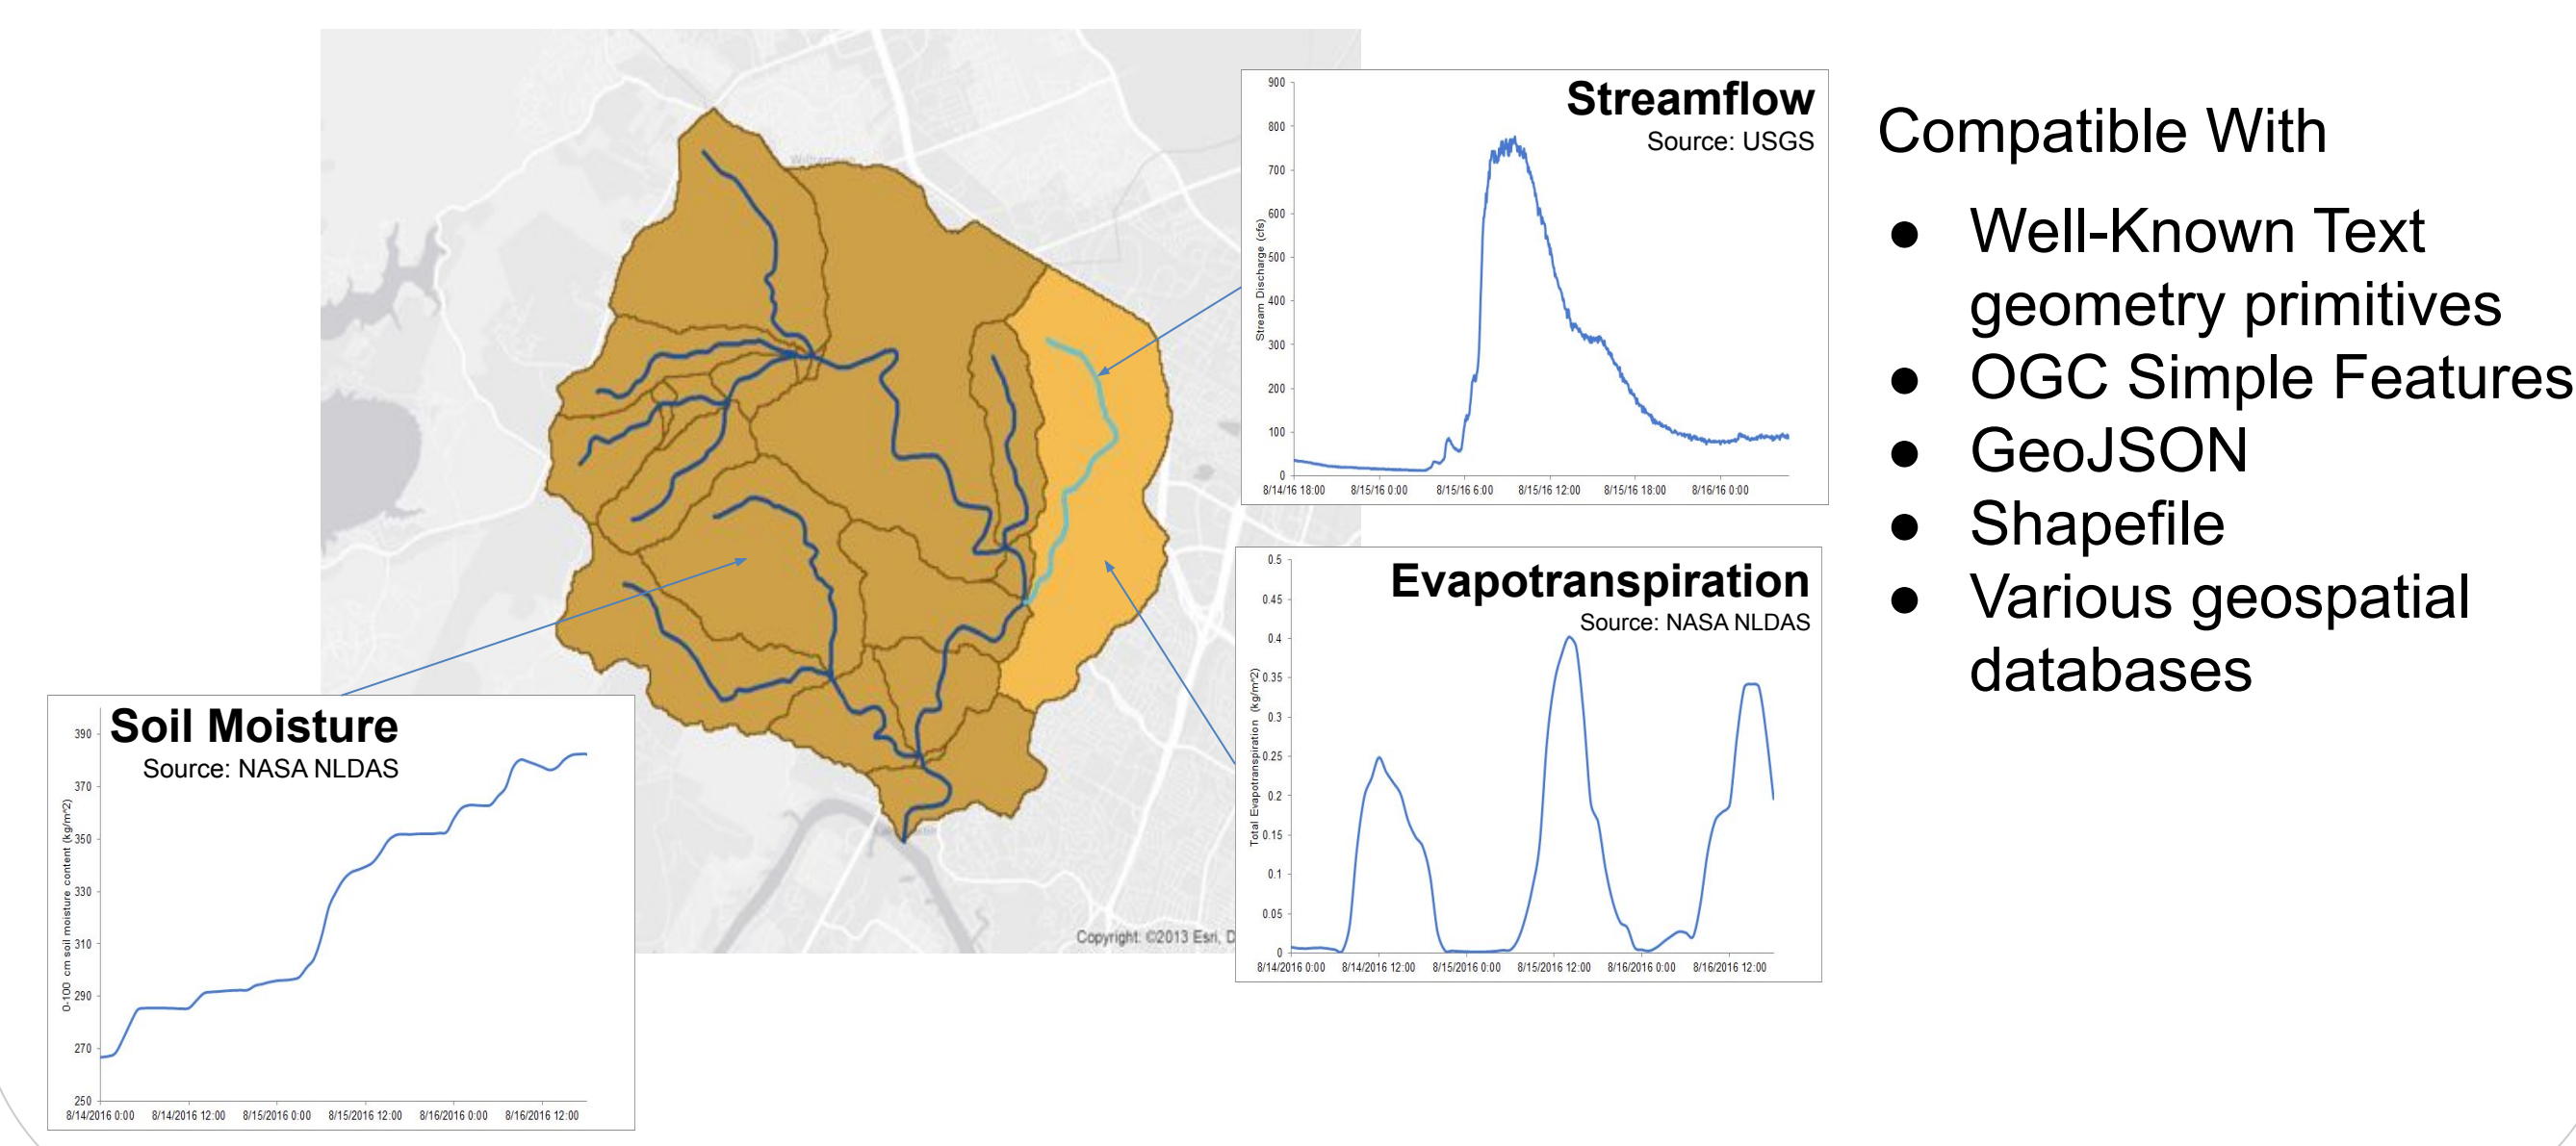 Streamflow
Source: USGS
Stream Discharge (cfs)
900
800
700
600
500
400
300
200
100
0
8/14/16 18:00 8/15/16 0:00 8/15/16 6:00 8/15/16 12:00 8/15/16 18:00 8/16/16 0:00
Evapotranspiration
Source: NASA NLDAS
Total Evapotranspiration (kg/m^2)
0.5
0.45
0.4
0.35
0.3
0.25
0.2
0.15
0.1
0.05
0
8/14/2016 0:00 8/14/2016 12:00 8/15/2016 0:00 8/15/2016 12:00 8/16/2016 0:00 8/16/2016 12:00
Soil Moisture
Source: NASA NLDAS
0-100 cm soil moisture content (kg/m^2)
390
370
350
330
310
290
270
250
8/14/2016 0:00 8/14/2016 12:00 8/15/2016 0:00 8/15/2016 12:00 8/16/2016 0:00 8/16/2016 12:00
Copyright: ©2013 Esri, D
Compatible With
● Well-Known Text
geometry primitives
● OGC Simple Features
● GeoJSON
● Shapefile
● Various geospatial
databases